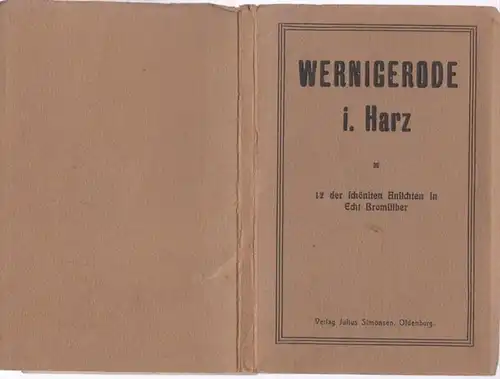 WERNIGERODE
i. Harz
12 der schönsten Ansichten in
Echt Bromsilber
Verlag Julius Simonsen, Oldenburg.